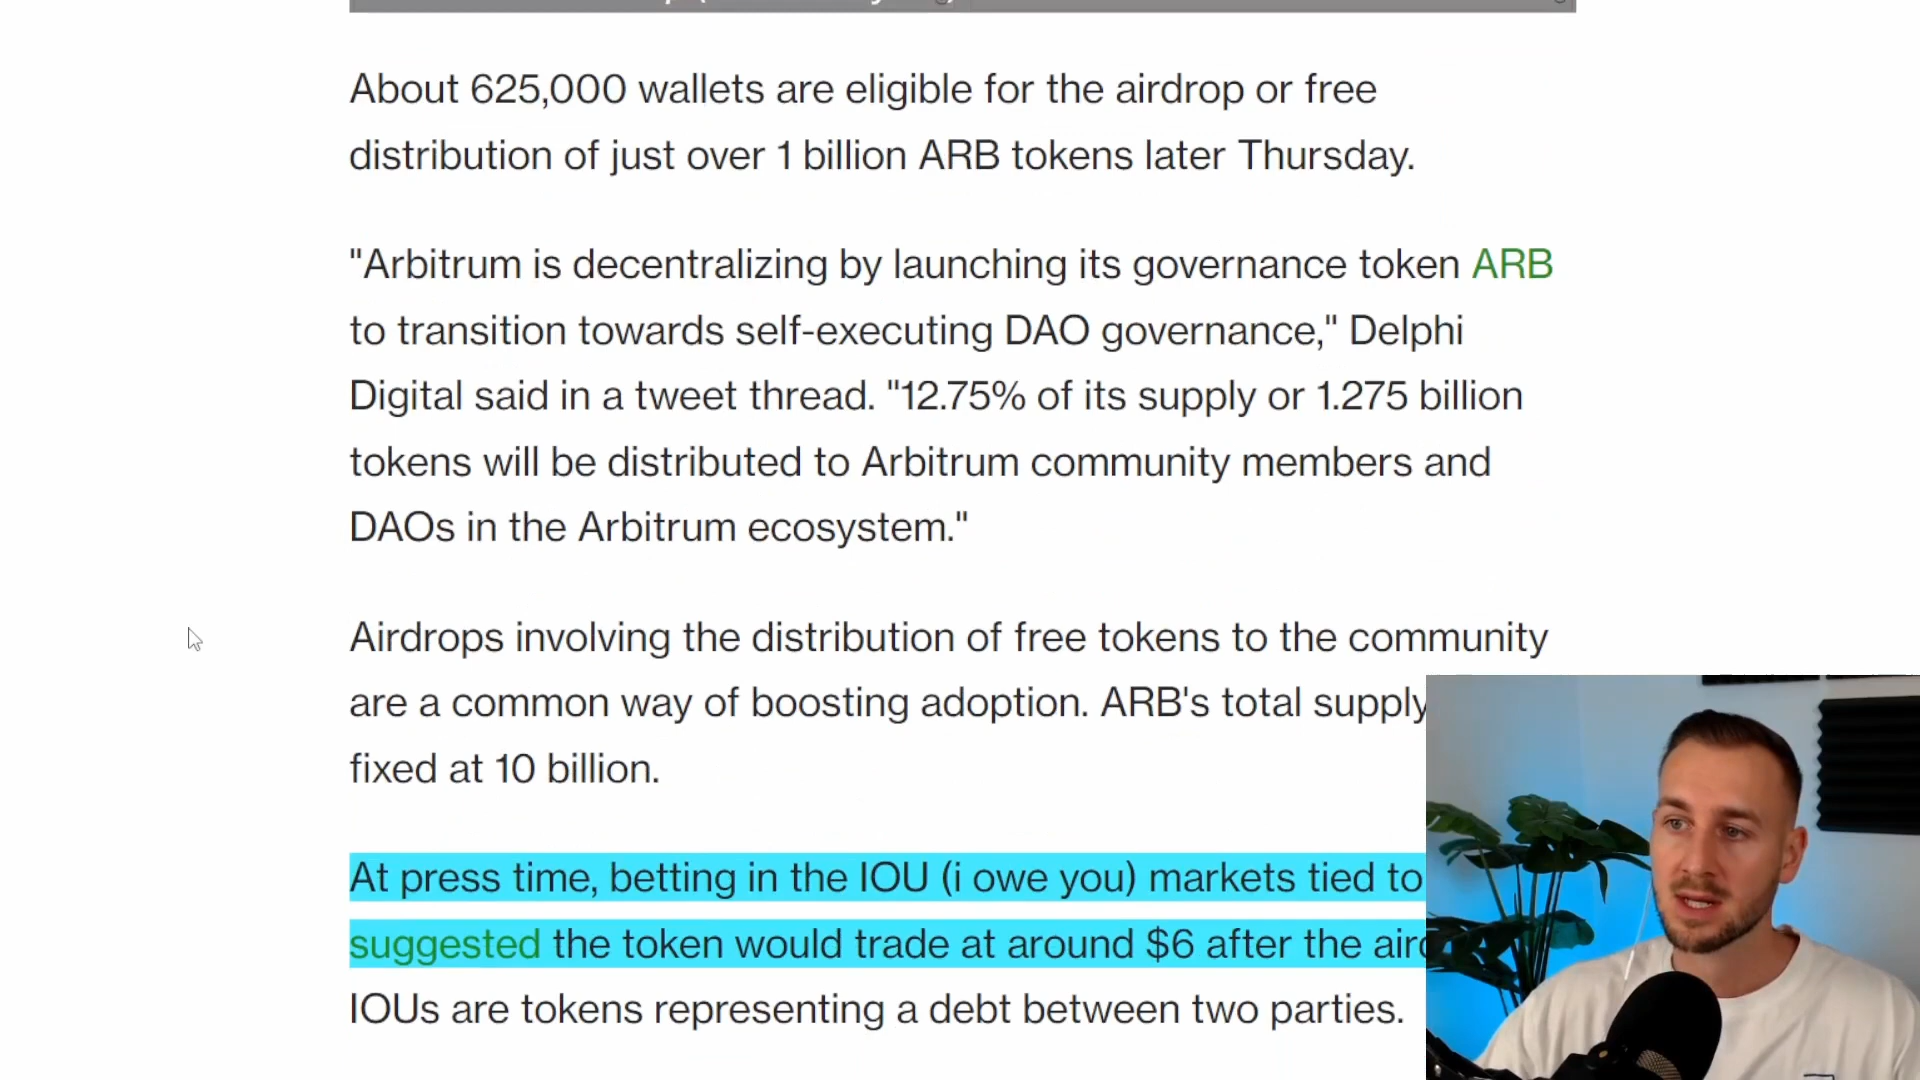 About 625,000 wallets are eligible for the airdrop or free
distribution of just over 1 billion ARB tokens later Thursday.
"Arbitrum is decentralizing by launching its governance token ARB
to transition towards self-executing DAO governance," Delphi
Digital said in a tweet thread. "12.75% of its supply or 1.275 billion
tokens will be distributed to Arbitrum community members and
DAOs in the Arbitrum ecosystem."
Airdrops involving the distribution of free tokens to the community
are a common way of boosting adoption. ARB's total supply
fixed at 10 billion.
At press time, betting in the IOU (i owe you) markets tied to
suggested the token would trade at around $6 after the
IOUs are tokens representing a debt between two parties.